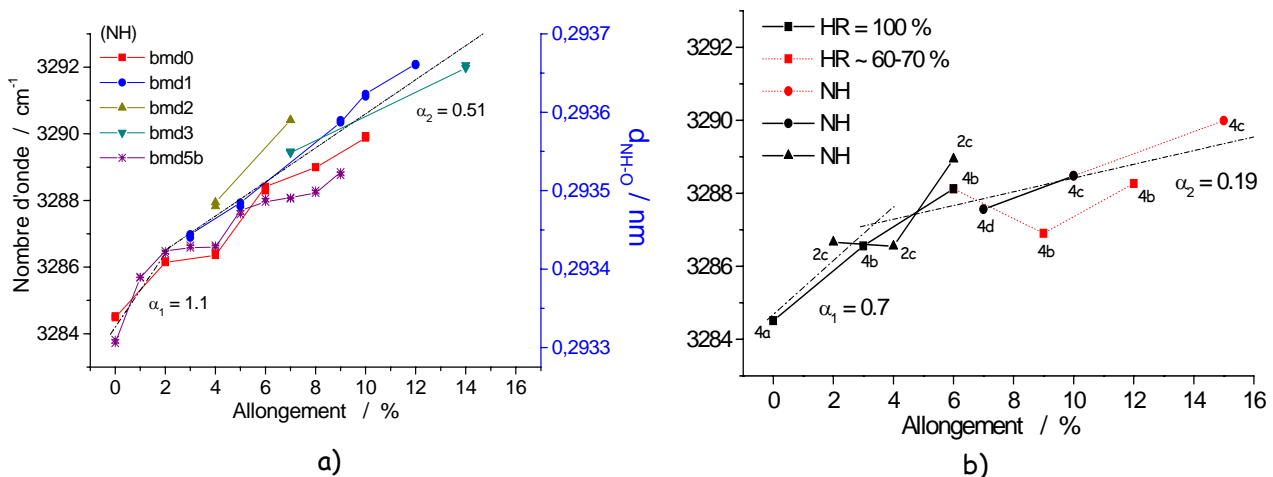 (NH)
bmd0
bmd1
bmd2
bmd3
bmd5b
α₂ = 0.51
α₁ = 1.1
3292
3290
3288
3286
3284
Nombre d'onde / cm⁻¹
0,2937
0,2936
0,2935
0,2934
0,2933
d_NH-O / nm
0 2 4 6 8 10 12 14 16
Allongement / %
a)
HR = 100 %
HR ~ 60-70 %
NH
NH
NH
3292
3290
3288
3286
3284
4a
2c
4b
2c
4b
2c
4d
4b
4c
4b
4c
α₁ = 0.7
α₂ = 0.19
0 2 4 6 8 10 12 14 16
Allongement / %
b)